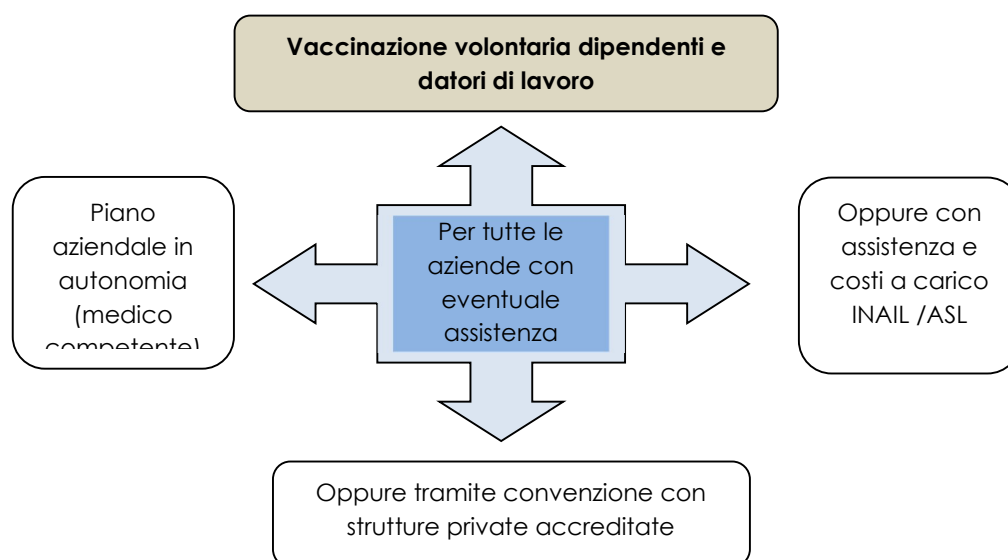 Vaccinazione volontaria dipendenti e
datori di lavoro
Piano
aziendale in
autonomia
(medico
competente)
Per tutte le
aziende con
eventuale
assistenza
Oppure con
assistenza e
costi a carico
INAIL /ASL
Oppure tramite convenzione con
strutture private accreditate